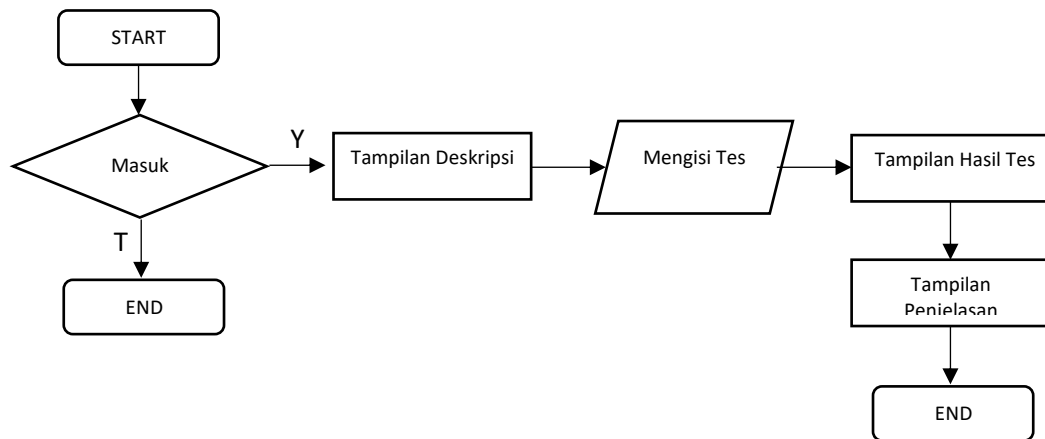 START
Masuk
Y
Tampilan Deskripsi
Mengisi Tes
Tampilan Hasil Tes
T
END
Tampilan
Penjelasan
END